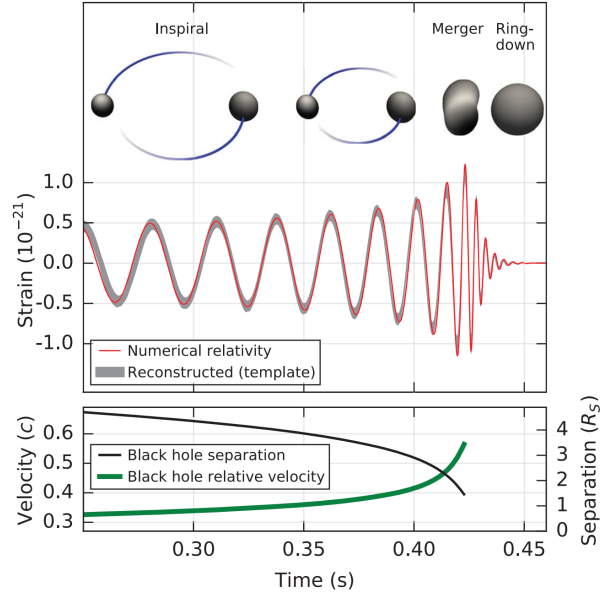 Inspiral
Merger
Ring-
down
Strain (10⁻²¹)
1.0
0.5
0.0
-0.5
-1.0
Numerical relativity
Reconstructed (template)
Velocity (c)
0.6
0.5
0.4
0.3
Black hole separation
Black hole relative velocity
4
3
2
1
0
Separation (R_S)
0.30
0.35
0.40
0.45
Time (s)